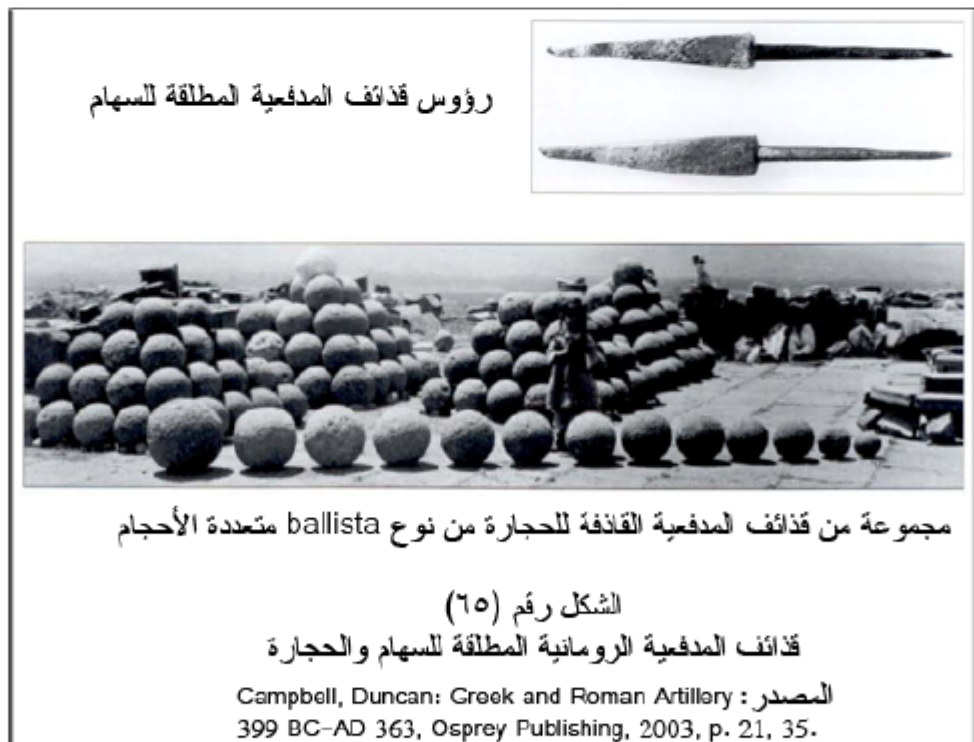 رؤوس قذائف المدفعية المطلقة للسهام
مجموعة من قذائف المدفعية القاذفة للحجارة من نوع ballista متعددة الأحجام
الشكل رقم (٦٥)
قذائف المدفعية الرومانية المطلقة للسهام والحجارة
المصدر : Campbell, Duncan: Greek and Roman Artillery
399 BC-AD 363, Osprey Publishing, 2003, p. 21, 35.